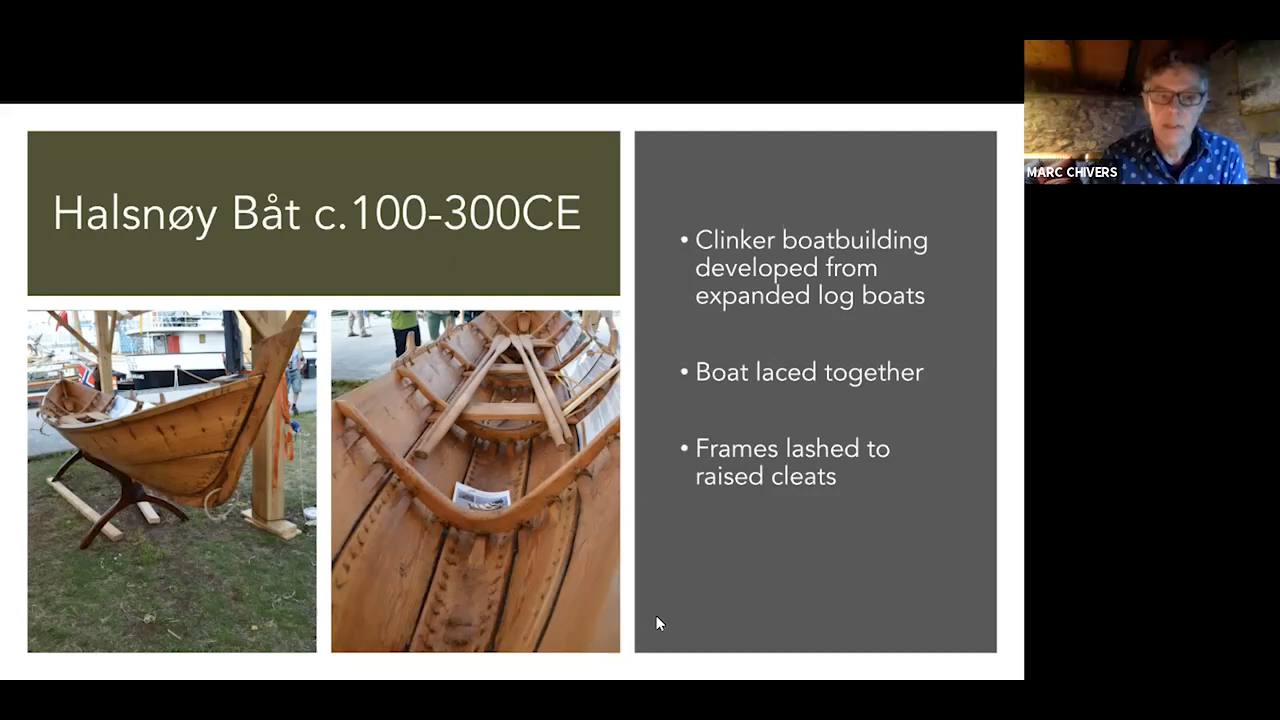 Halsnøy Båt c.100-300CE
• Clinker boatbuilding
developed from
expanded log boats
• Boat laced together
• Frames lashed to
raised cleats
MARC CHIVERS